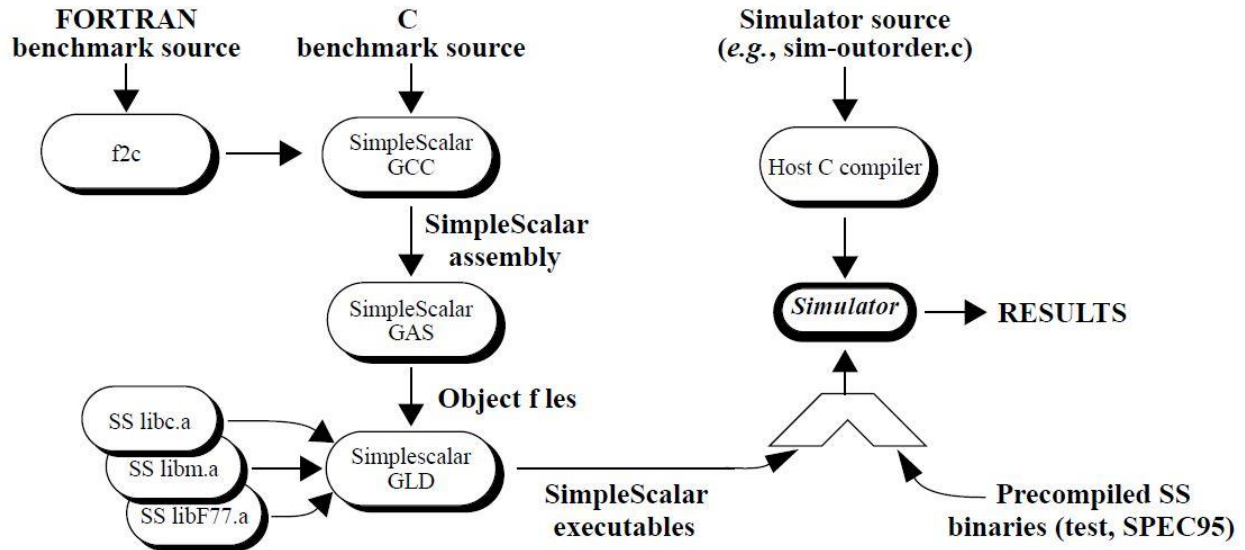 FORTRAN
benchmark source
C
benchmark source
Simulator source
(e.g., sim-outorder.c)
f2c
SimpleScalar
GCC
Host C compiler
SimpleScalar
assembly
SimpleScalar
GAS
Simulator
RESULTS
Object f les
SS libc.a
SS libm.a
SS libF77.a
Simplescalar
GLD
SimpleScalar
executables
Precompiled SS
binaries (test, SPEC95)